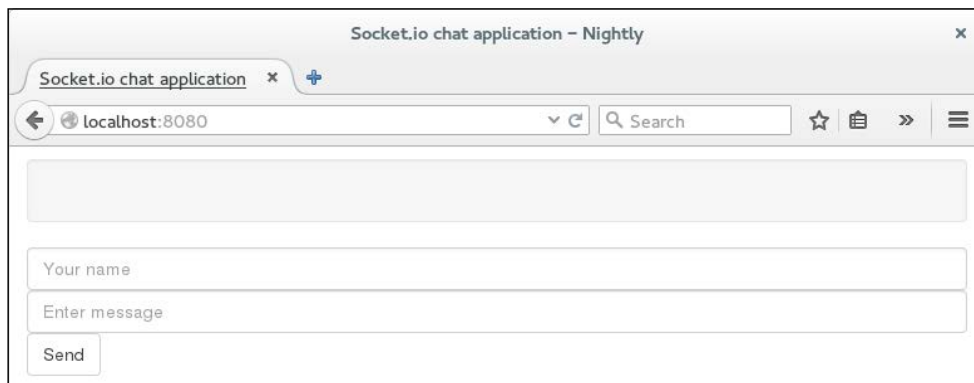 Socket.io chat application – Nightly
Socket.io chat application
localhost:8080
Search
Your name
Enter message
Send